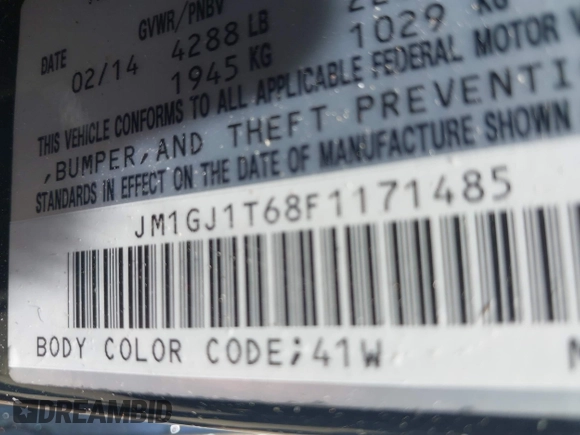 GVWR/PNBV
DATE 02/14 4288 LB
1945 KG 1029 KG
THIS VEHICLE CONFORMS TO ALL APPLICABLE FEDERAL MOTOR
, BUMPER, AND THEFT PREVENTI
STANDARDS IN EFFECT ON THE DATE OF MANUFACTURE SHOWN
JM1GJ1T68F1171485
BODY COLOR CODE;41W
DREAMBID